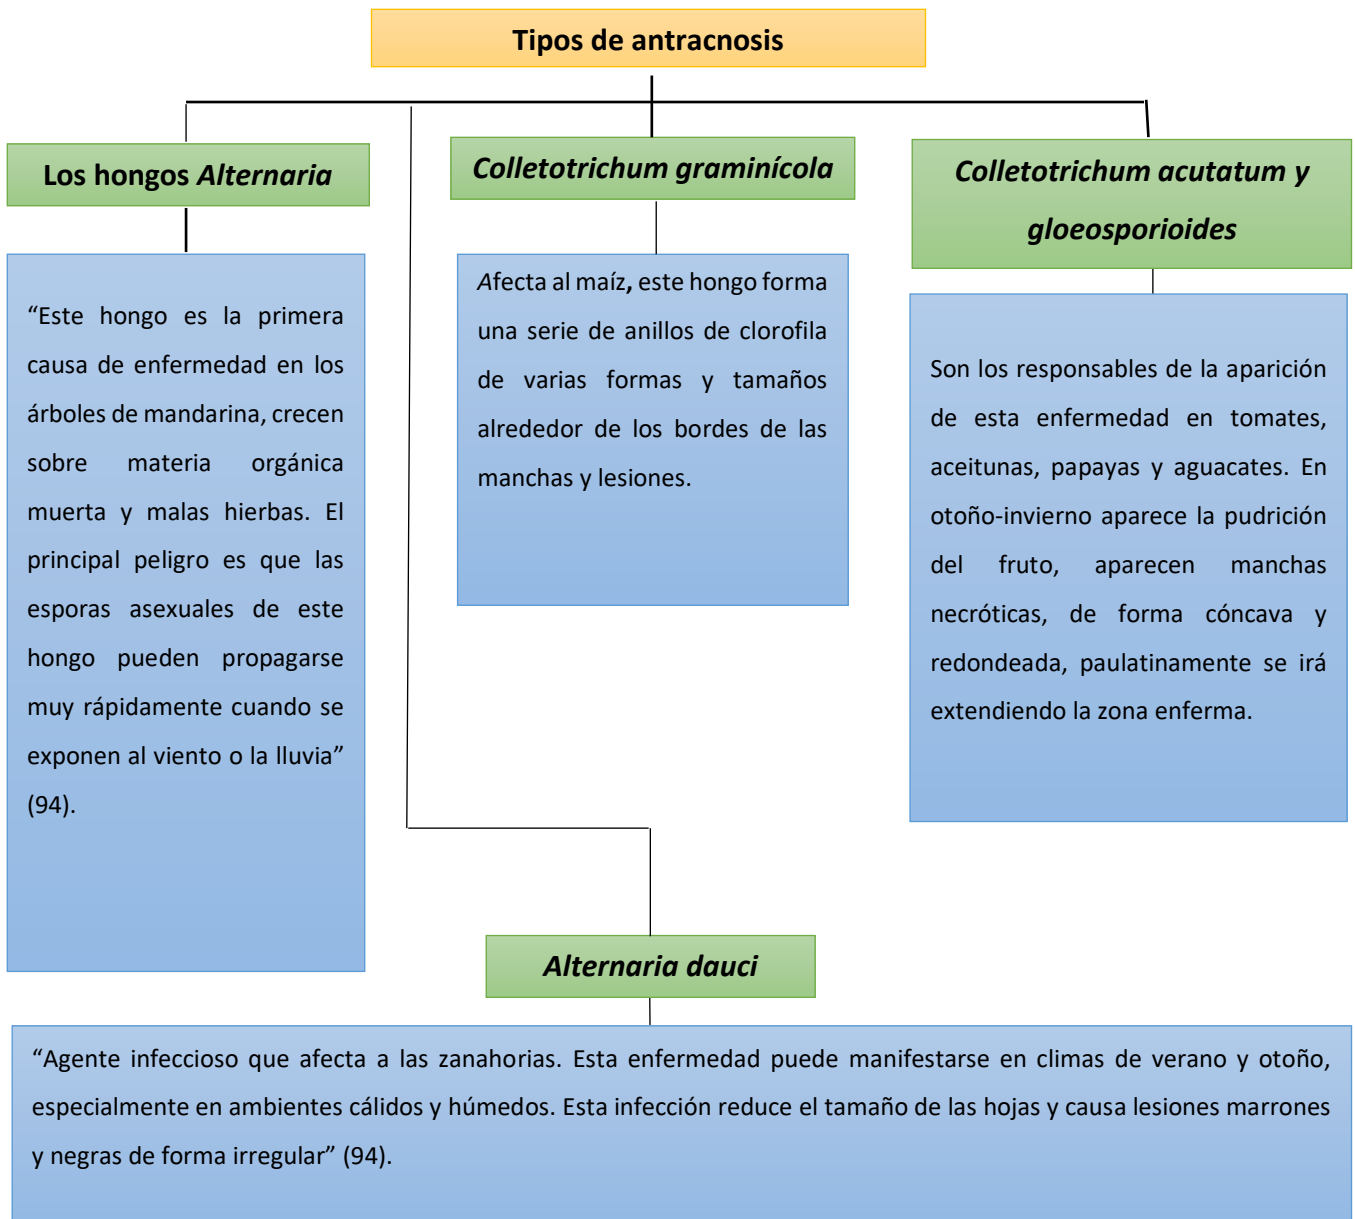 Tipos de antracnosis
Los hongos Alternaria
“Este hongo es la primera
causa de enfermedad en los
árboles de mandarina, crecen
sobre materia orgánica
muerta y malas hierbas. El
principal peligro es que las
esporas asexuales de este
hongo pueden propagarse
muy rápidamente cuando se
exponen al viento o la lluvia”
(94).
Colletotrichum graminícola
Afecta al maíz, este hongo forma
una serie de anillos de clorofila
de varias formas y tamaños
alrededor de los bordes de las
manchas y lesiones.
Colletotrichum acutatum y
gloeosporioides
Son los responsables de la aparición
de esta enfermedad en tomates,
aceitunas, papayas y aguacates. En
otoño-invierno aparece la pudrición
del fruto, aparecen manchas
necróticas, de forma cóncava y
redondeada, paulatinamente se irá
extendiendo la zona enferma.
Alternaria dauci
“Agente infeccioso que afecta a las zanahorias. Esta enfermedad puede manifestarse en climas de verano y otoño,
especialmente en ambientes cálidos y húmedos. Esta infección reduce el tamaño de las hojas y causa lesiones marrones
y negras de forma irregular” (94).